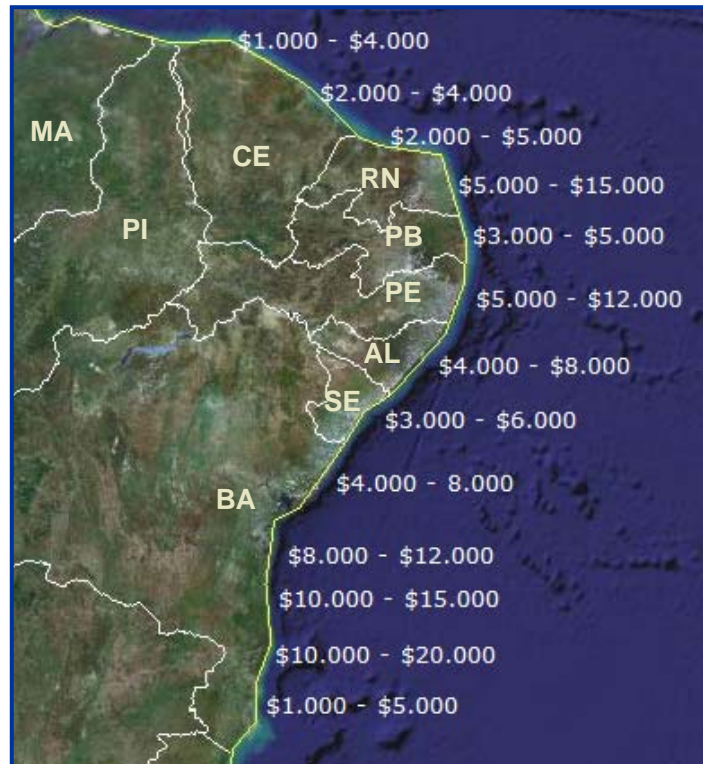 $1.000 - $4.000
$2.000 - $4.000
MA
$2.000 - $5.000
CE
RN
$5.000 - $15.000
PI
PB
$3.000 - $5.000
PE
$5.000 - $12.000
AL
$4.000 - $8.000
SE
$3.000 - $6.000
$4.000 - 8.000
BA
$8.000 - $12.000
$10.000 - $15.000
$10.000 - $20.000
$1.000 - $5.000